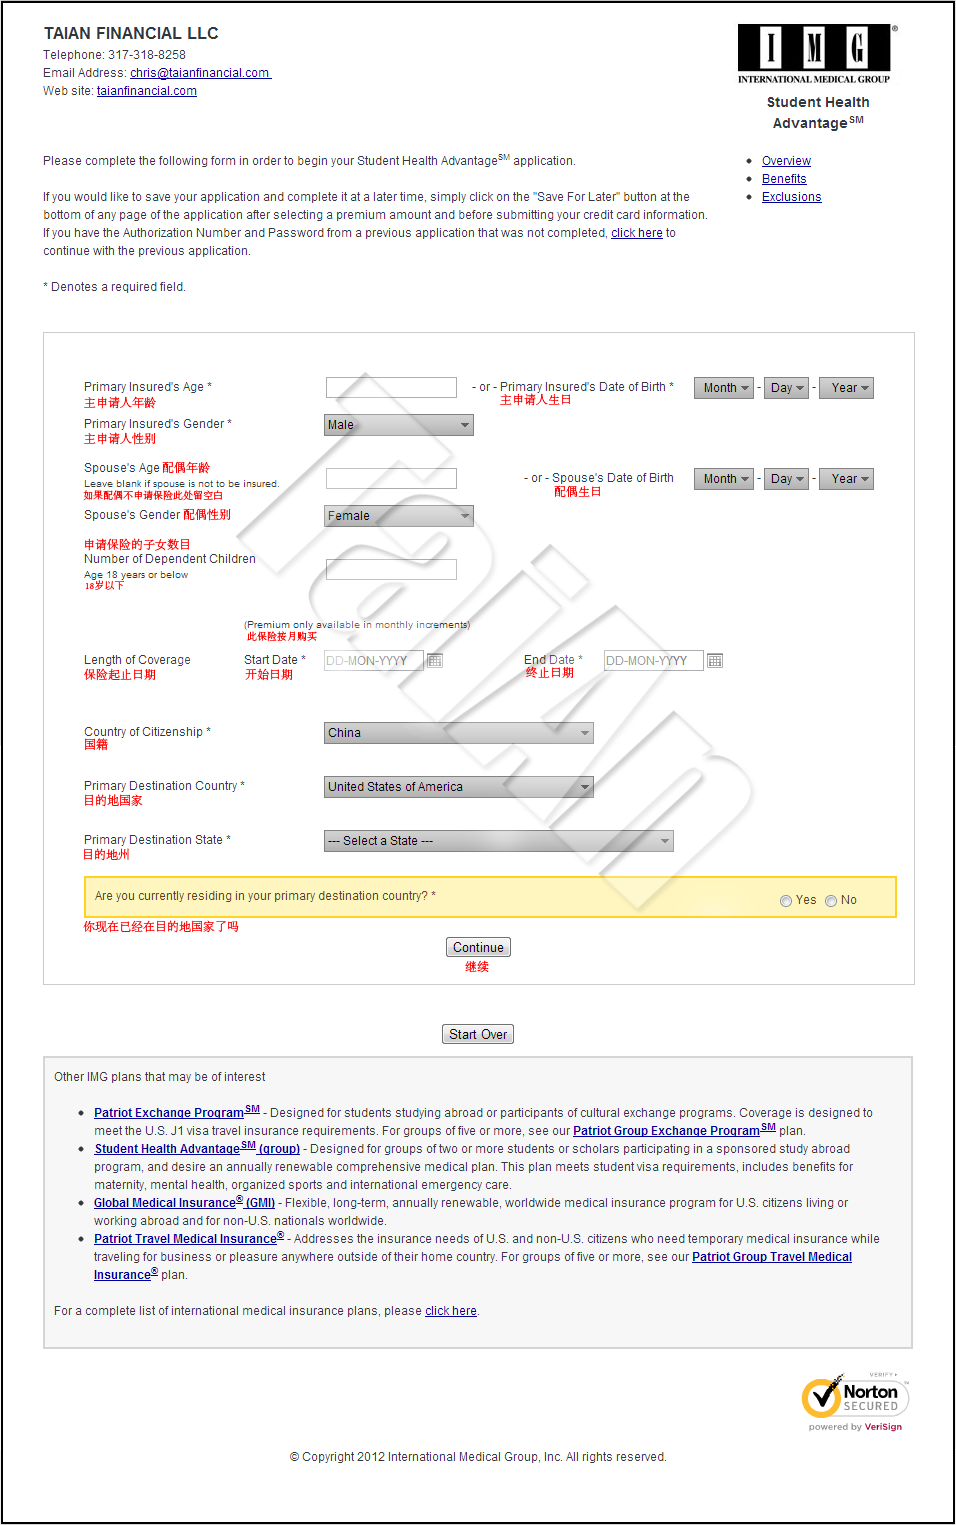 TAIAN FINANCIAL LLC
Telephone: 317-318-8258
Email Address: chris@taianfinancial.com
Web site: taianfinancial.com
IMG®
INTERNATIONAL MEDICAL GROUP
Student Health
Advantage℠
Please complete the following form in order to begin your Student Health Advantage℠ application.
• Overview
• Benefits
• Exclusions
If you would like to save your application and complete it at a later time, simply click on the "Save For Later" button at the
bottom of any page of the application after selecting a premium amount and before submitting your credit card information.
If you have the Authorization Number and Password from a previous application that was not completed, click here to
continue with the previous application.
* Denotes a required field.
Primary Insured's Age * - or - Primary Insured's Date of Birth * Month - Day - Year
主申请人年龄 主申请人生日
Primary Insured's Gender * Male
主申请人性别
Spouse's Age 配偶年龄
Leave blank if spouse is not to be insured. - or - Spouse's Date of Birth Month - Day - Year
如果配偶不申请保险此处留空白 配偶生日
Spouse's Gender 配偶性别 Female
申请保险的子女数目
Number of Dependent Children
Age 18 years or below
18岁以下
(Premium only available in monthly increments)
此保险按月购买
Length of Coverage Start Date * DD-MON-YYYY End Date * DD-MON-YYYY
保险起止日期 开始日期 终止日期
Country of Citizenship * China
国籍
Primary Destination Country * United States of America
目的地国家
Primary Destination State * --- Select a State ---
目的地州
Are you currently residing in your primary destination country? * Yes No
你现在已经在目的地国家了吗
Continue
继续
TaiAn
Start Over
Other IMG plans that may be of interest
• Patriot Exchange Program℠ - Designed for students studying abroad or participants of cultural exchange programs. Coverage is designed to
meet the U.S. J1 visa travel insurance requirements. For groups of five or more, see our Patriot Group Exchange Program℠ plan.
• Student Health Advantage℠ (group) - Designed for groups of two or more students or scholars participating in a sponsored study abroad
program, and desire an annually renewable comprehensive medical plan. This plan meets student visa requirements, includes benefits for
maternity, mental health, organized sports and international emergency care.
• Global Medical Insurance® (GMI) - Flexible, long-term, annually renewable, worldwide medical insurance program for U.S. citizens living or
working abroad and for non-U.S. nationals worldwide.
• Patriot Travel Medical Insurance® - Addresses the insurance needs of U.S. and non-U.S. citizens who need temporary medical insurance while
traveling for business or pleasure anywhere outside of their home country. For groups of five or more, see our Patriot Group Travel Medical
Insurance® plan.
For a complete list of international medical insurance plans, please click here.
VERIFY
Norton™
SECURED
powered by VeriSign
© Copyright 2012 International Medical Group, Inc. All rights reserved.